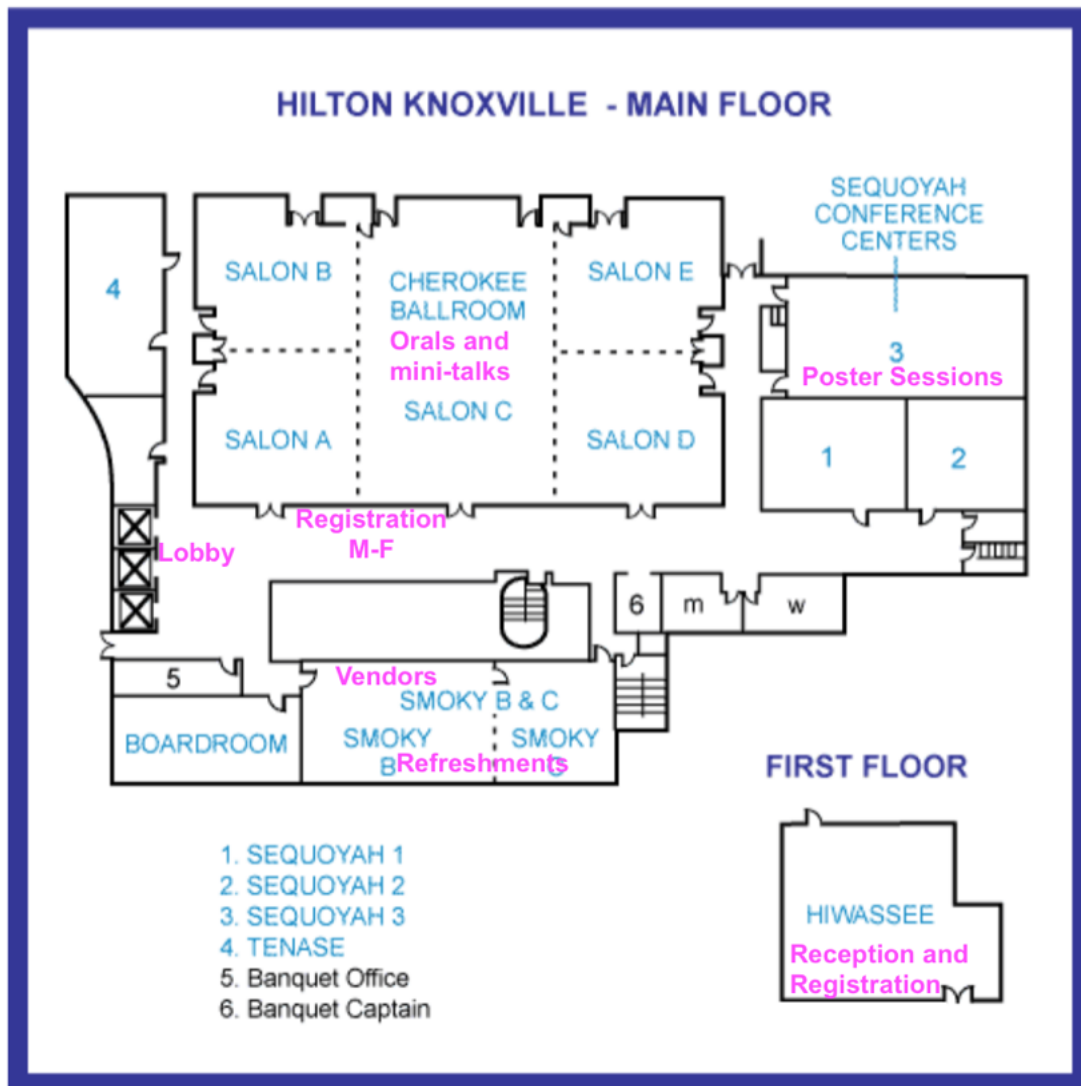 HILTON KNOXVILLE - MAIN FLOOR
SEQUOYAH
CONFERENCE
CENTERS
4
SALON B
CHEROKEE
BALLROOM
SALON E
Orals and
mini-talks
3
Poster Sessions
SALON A
SALON C
SALON D
1
2
Registration
M-F
Lobby
6
m
w
5
Vendors
SMOKY B & C
BOARDROOM
SMOKY
B
SMOKY
C
Refreshments
FIRST FLOOR
HIWASSEE
Reception and
Registration
1. SEQUOYAH 1
2. SEQUOYAH 2
3. SEQUOYAH 3
4. TENASE
5. Banquet Office
6. Banquet Captain